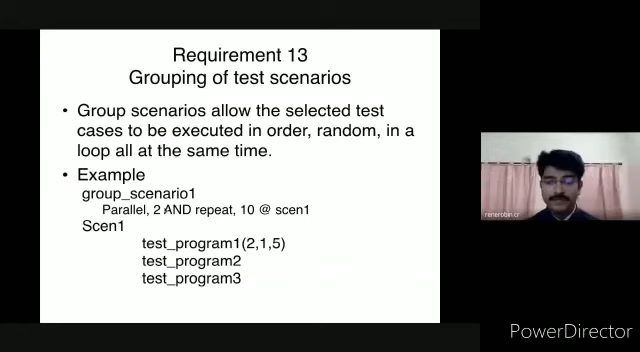 Requirement 13
Grouping of test scenarios
• Group scenarios allow the selected test
cases to be executed in order, random, in a
loop all at the same time.
• Example
group_scenario1
Parallel, 2 AND repeat, 10 @ scen1
Scen1
test_program1(2,1,5)
test_program2
test_program3
renerobin.cr
PowerDirector